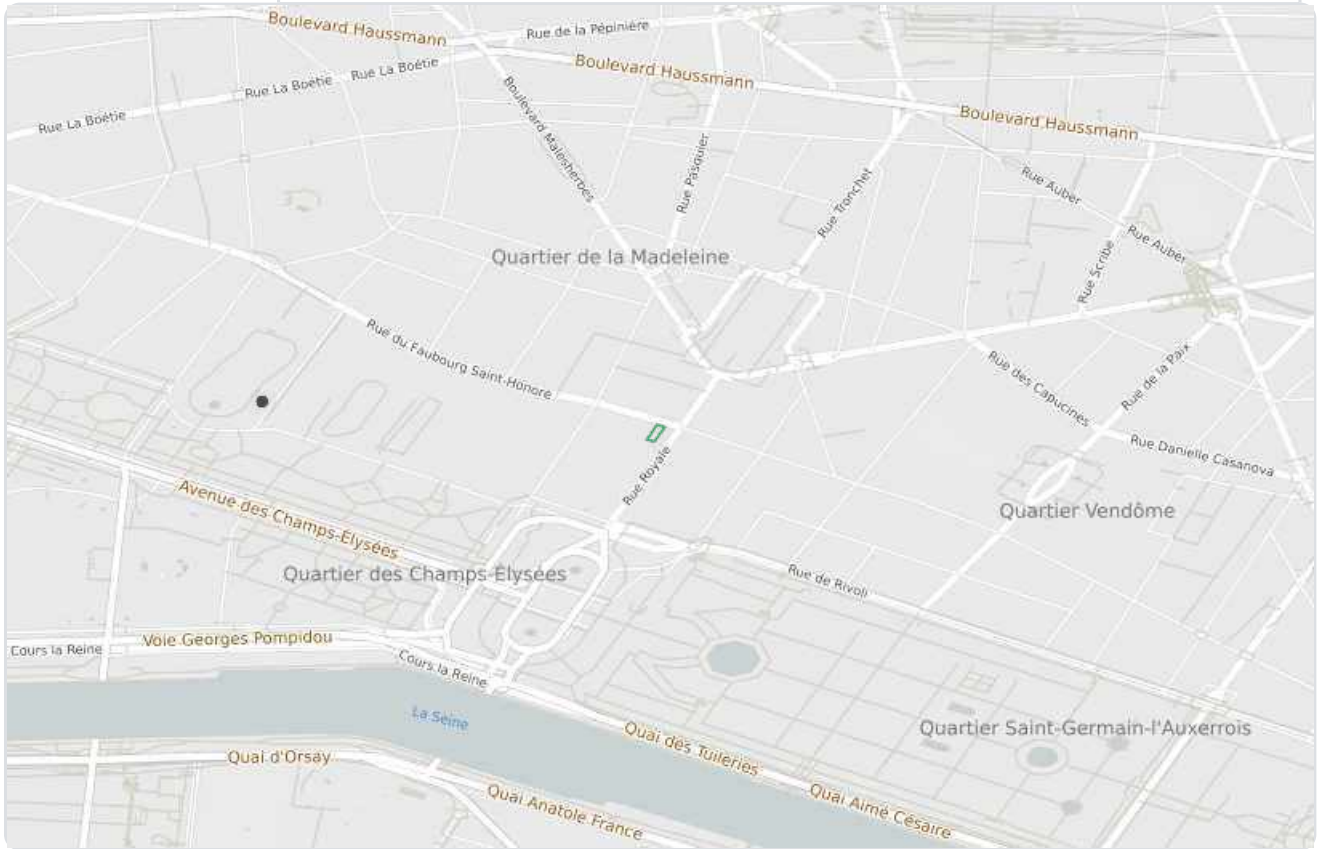 Boulevard Haussmann
Rue de la Pépinière
Rue La Boétie
Rue La Boétie
Boulevard Haussmann
Rue La Boétie
Boulevard Haussmann
Boulevard Malesherbes
Rue Pasquier
Rue Tronchet
Rue Auber
Rue Auber
Quartier de la Madeleine
Rue Scribe
Rue du Faubourg Saint-Honoré
Rue des Capucines
Rue de la Paix
Rue Danielle Casanova
Rue Royale
Avenue des Champs-Élysées
Quartier Vendôme
Quartier des Champs-Élysées
Rue de Rivoli
Voie Georges Pompidou
Cours la Reine
Cours la Reine
La Seine
Quartier Saint-Germain-l'Auxerrois
Quai des Tuileries
Quai d'Orsay
Quai Anatole France
Quai Aimé Césaire